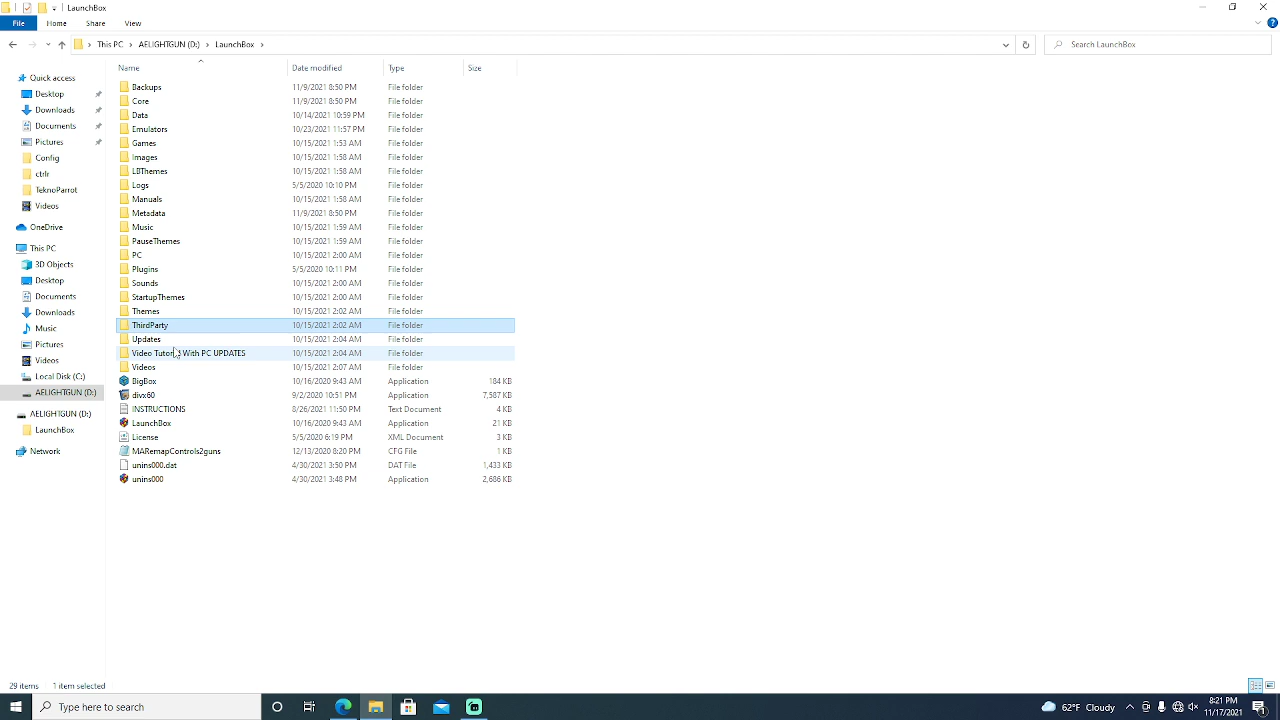 LaunchBox
File Home Share View
This PC AELIGHTGUN (D:) LaunchBox Search LaunchBox
Name Date modified Type Size
Quick access
Desktop
Downloads
Documents
Pictures
Config
ctrlr
TeknoParrot
Videos
OneDrive
This PC
3D Objects
Desktop
Documents
Downloads
Music
Pictures
Videos
Local Disk (C:)
AELIGHTGUN (D:)
AELIGHTGUN (D:)
LaunchBox
Network
Backups 11/9/2021 8:50 PM File folder
Core 11/9/2021 8:50 PM File folder
Data 10/14/2021 10:59 PM File folder
Emulators 10/23/2021 11:57 PM File folder
Games 10/15/2021 1:53 AM File folder
Images 10/15/2021 1:58 AM File folder
LBThemes 10/15/2021 1:58 AM File folder
Logs 5/5/2020 10:10 PM File folder
Manuals 10/15/2021 1:58 AM File folder
Metadata 11/9/2021 8:50 PM File folder
Music 10/15/2021 1:59 AM File folder
PauseThemes 10/15/2021 1:59 AM File folder
PC 10/15/2021 2:00 AM File folder
Plugins 5/5/2020 10:11 PM File folder
Sounds 10/15/2021 2:00 AM File folder
StartupThemes 10/15/2021 2:00 AM File folder
Themes 10/15/2021 2:02 AM File folder
ThirdParty 10/15/2021 2:02 AM File folder
Updates 10/15/2021 2:04 AM File folder
Video With PC UPDATES 10/15/2021 2:04 AM File folder
Videos 10/15/2021 2:07 AM File folder
BigBox 10/16/2020 9:43 AM Application 184 KB
divx60 9/2/2020 10:51 PM Application 7,587 KB
INSTRUCTIONS 8/26/2021 11:50 PM Text Document 4 KB
LaunchBox 10/16/2020 9:43 AM Application 21 KB
License 5/5/2020 6:19 PM XML Document 3 KB
MARemapControls2guns 12/13/2020 8:20 PM CFG File 1 KB
unins000.dat 4/30/2021 3:50 PM DAT File 1,433 KB
unins000 4/30/2021 3:48 PM Application 2,686 KB
29 items 1 item selected
Type here to search
62°F Cloudy
8:21 PM
11/17/2021